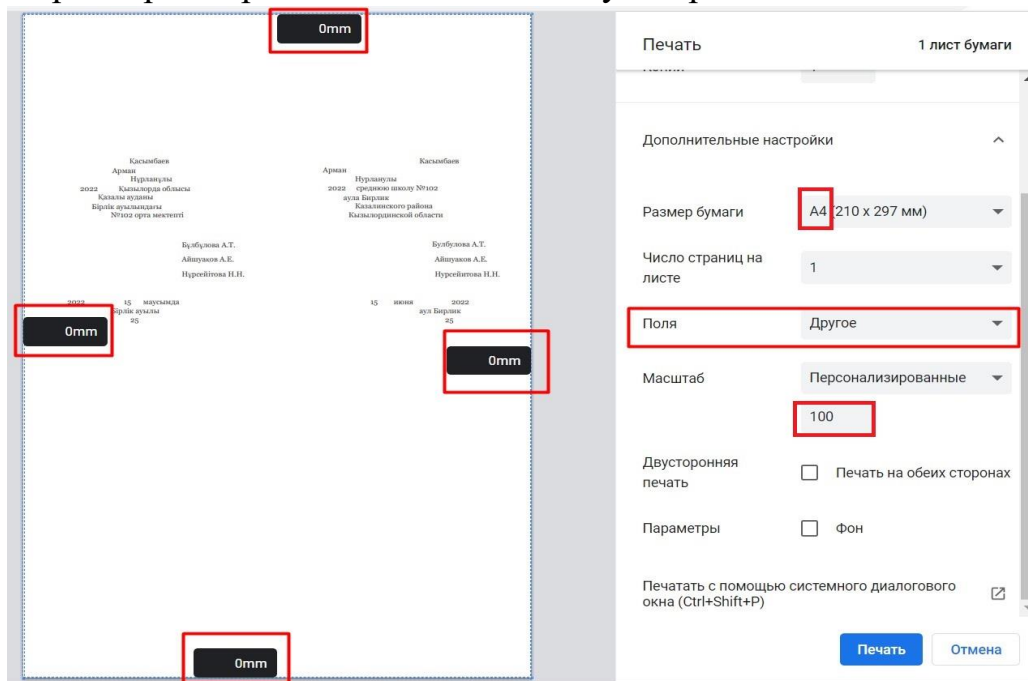 0mm
Касымбаев
Арман
Нұрланұлы
2022 Қызылорда облысы
Қазалы ауданы
Бірлік ауылындағы
№102 орта мектепті
Бұлбұлова А.Т.
Айшуақов А.Е.
Нүрсейітова Н.Н.
2022 15 маусымда
Бірлік ауылы
25
Касымбаев
Арман
Нурланулы
2022 среднюю школу №102
аула Бирлик
Казалинского района
Кызылординской области
Булбулова А.Т.
Айшуаков А.Е.
Нурсейитова Н.Н.
15 июня 2022
аул Бирлик
25
0mm
0mm
0mm
Печать 1 лист бумаги
Дополнительные настройки
Размер бумаги A4 (210 x 297 мм)
Число страниц на 1
листе
Поля Другое
Масштаб Персонализированные
100
Двусторонняя
печать Печать на обеих сторонах
Параметры Фон
Печатать с помощью системного диалогового
окна (Ctrl+Shift+P)
Печать Отмена